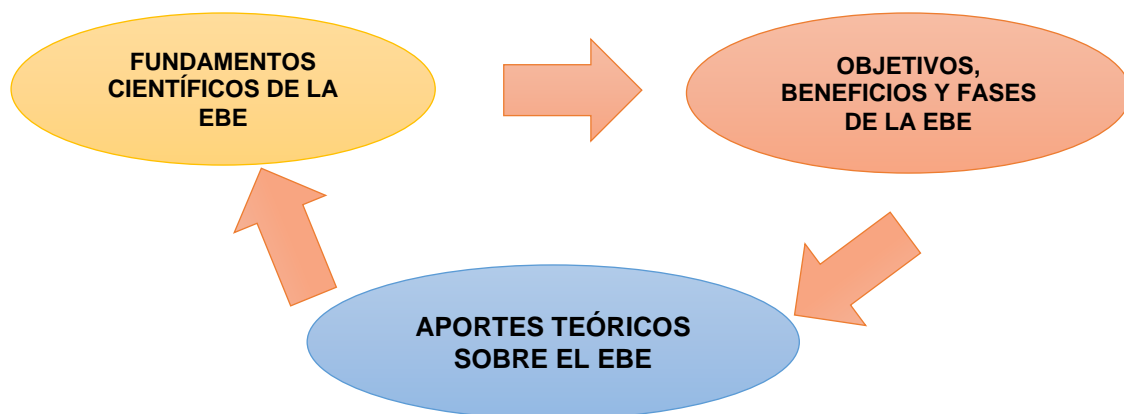 FUNDAMENTOS
CIENTÍFICOS DE LA
EBE
OBJETIVOS,
BENEFICIOS Y FASES
DE LA EBE
APORTES TEÓRICOS
SOBRE EL EBE